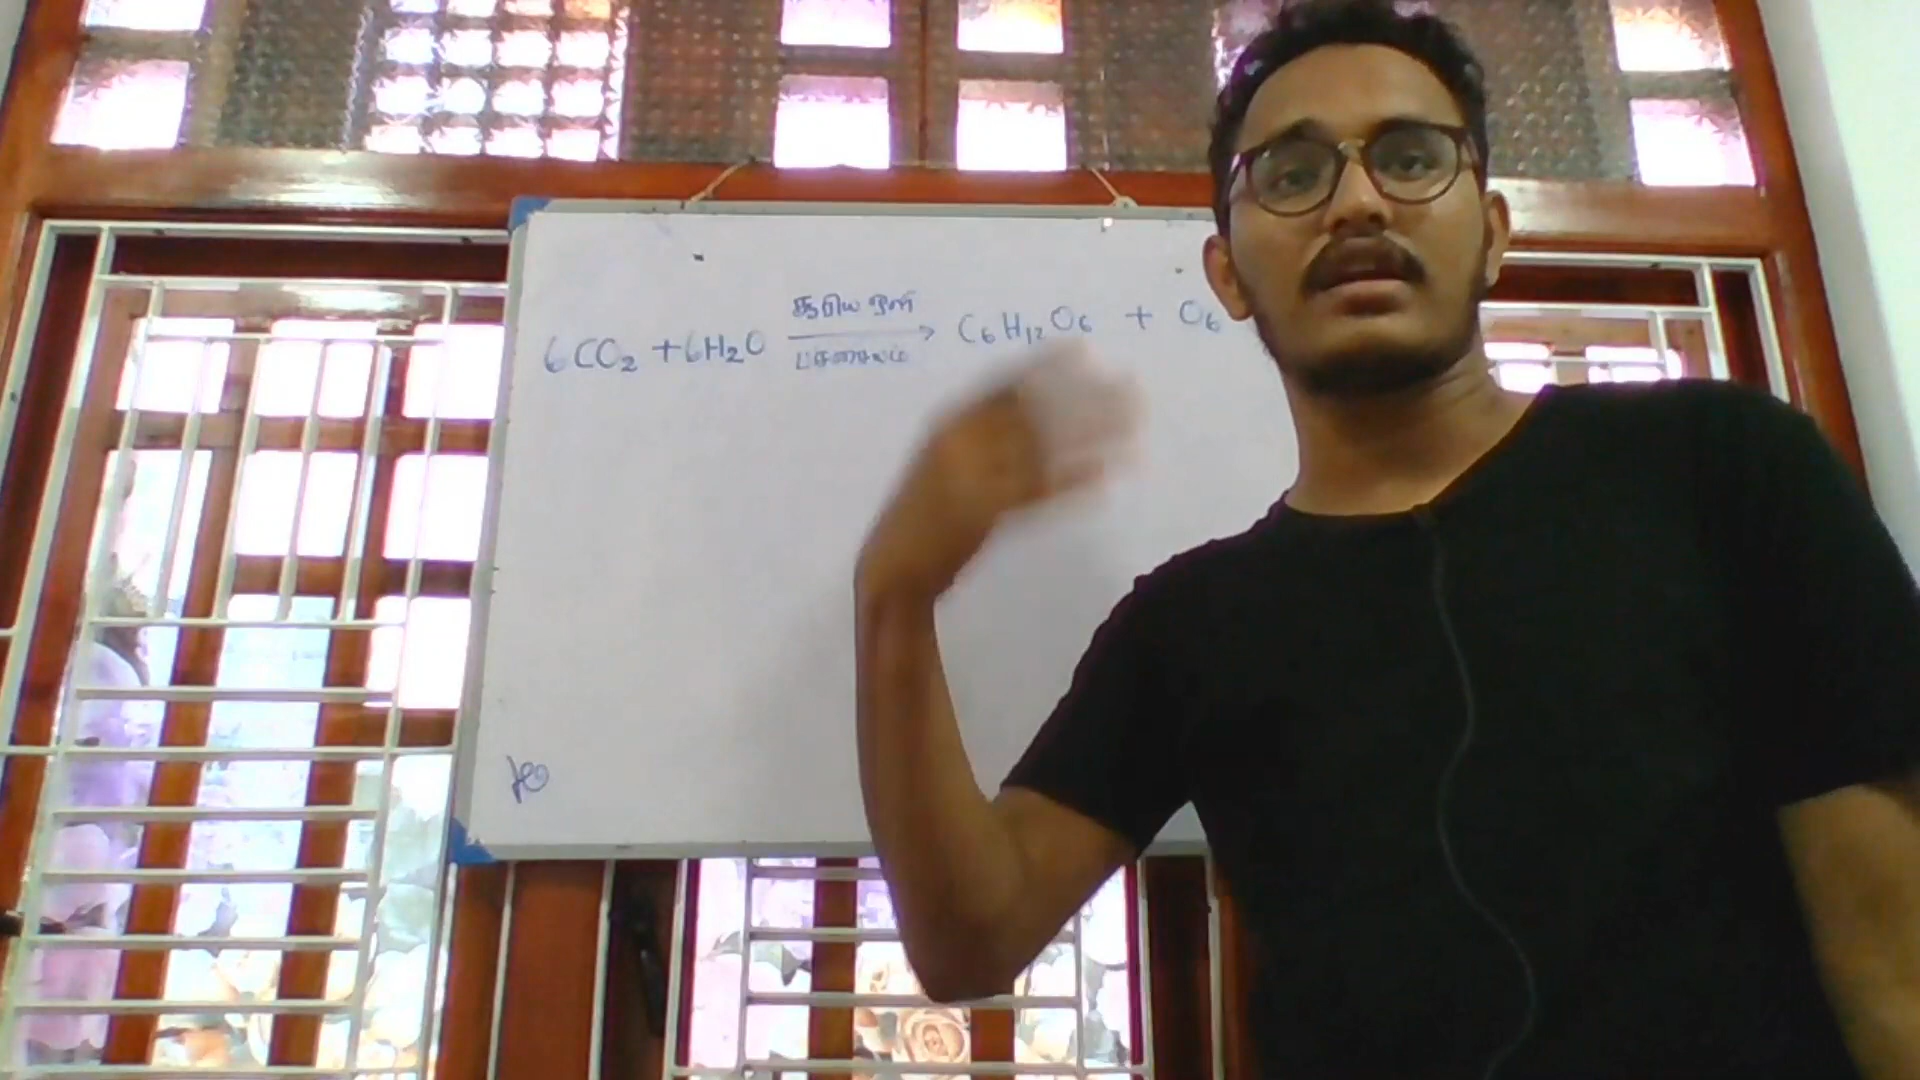 சூரிய ஒளி
6CO₂ + 6H₂O → C₆H₁₂O₆ + O₆
பச்சையம்